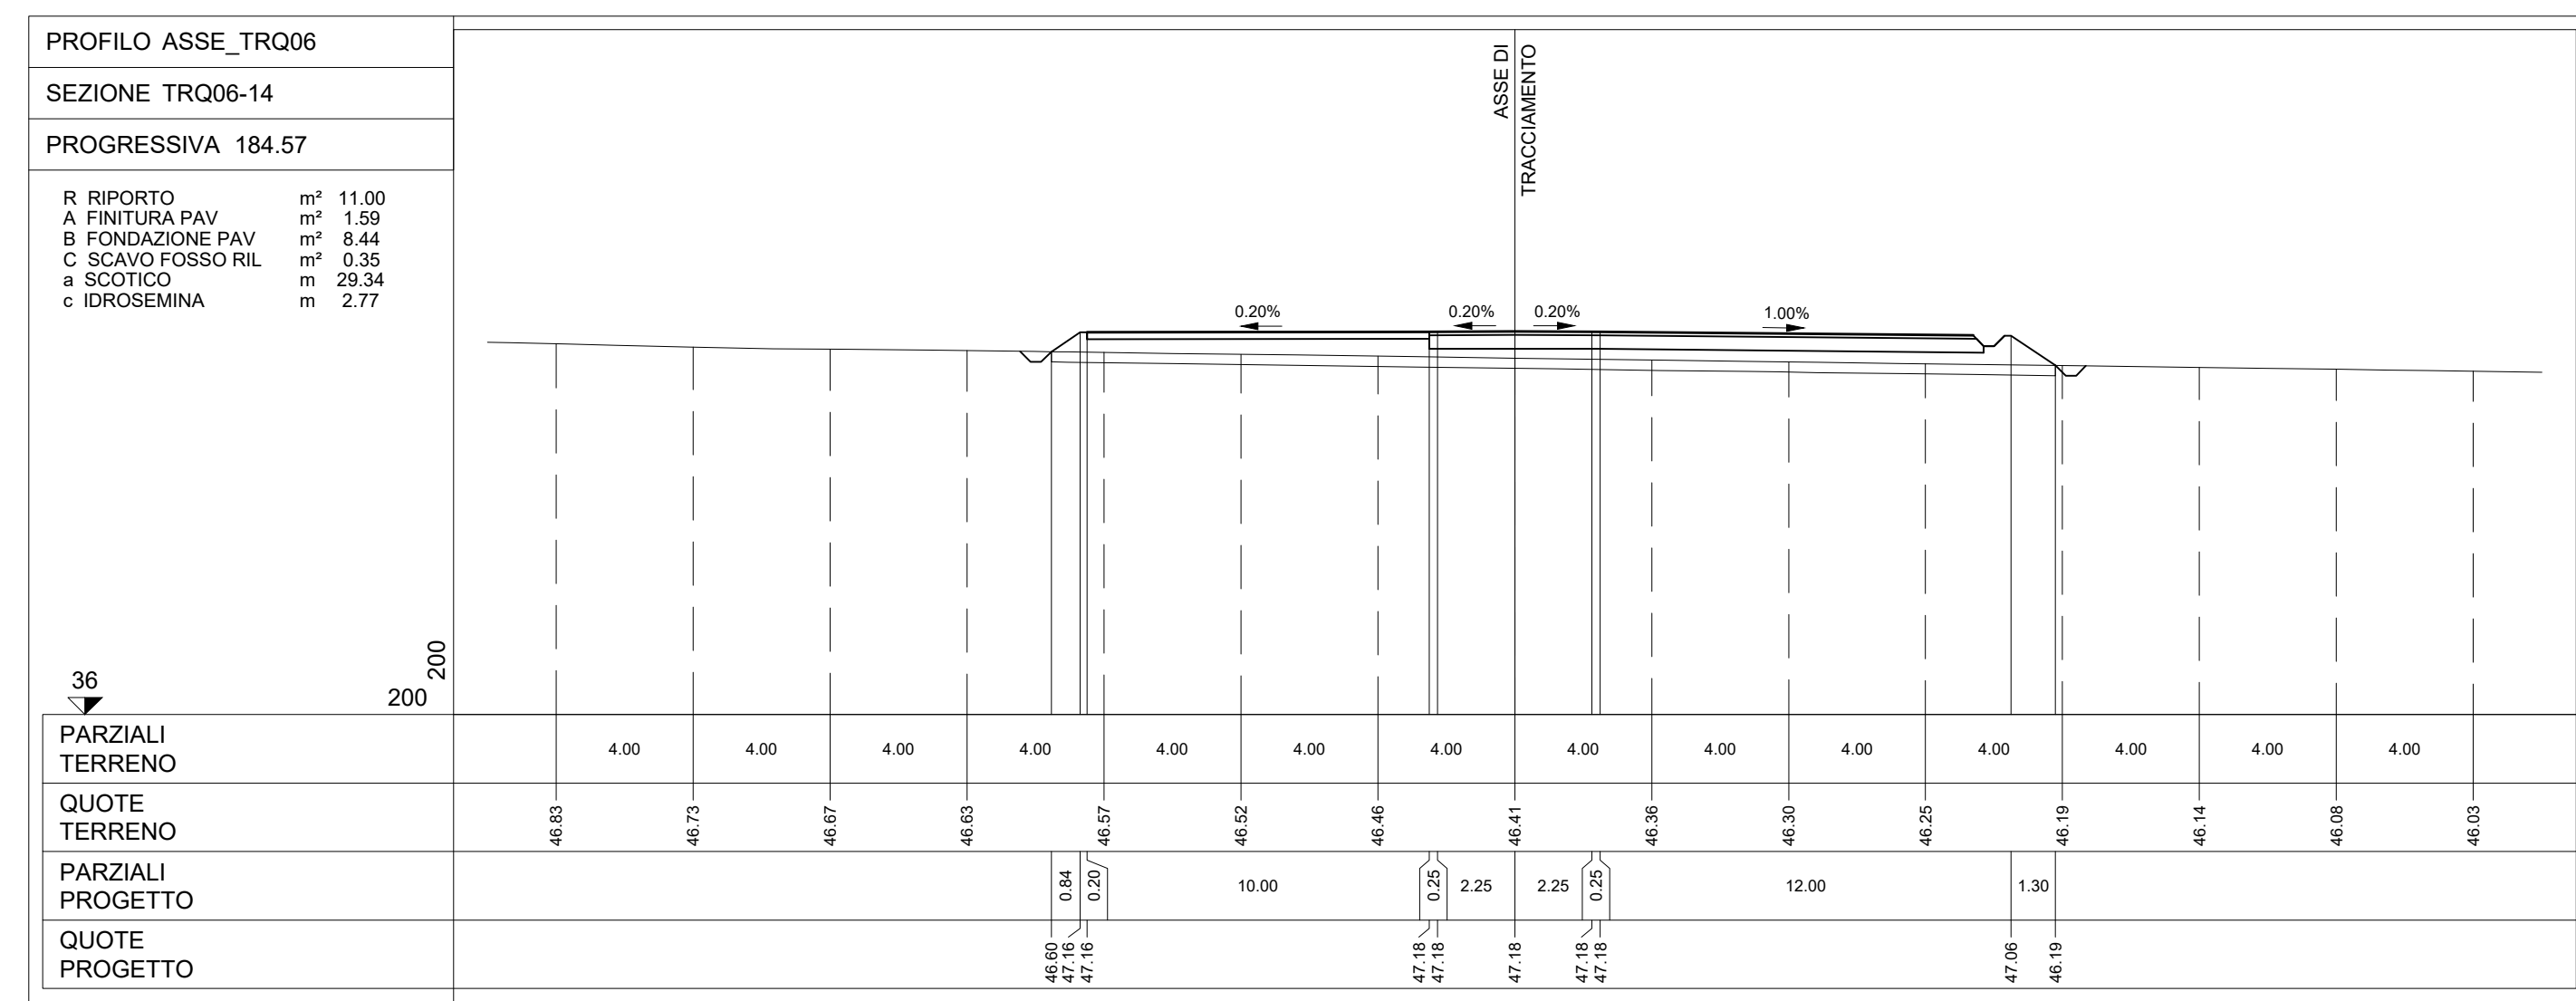 PROFILO ASSE_TRQ06
SEZIONE TRQ06-14
PROGRESSIVA 184.57
R RIPORTO m² 11.00
A FINITURA PAV m² 1.59
B FONDAZIONE PAV m² 8.44
C SCAVO FOSSO RIL m² 0.35
a SCOTICO m 29.34
c IDROSEMINA m 2.77
ASSE DI
TRACCIAMENTO
0.20% 0.20% 0.20% 1.00%
36
200
200
PARZIALI
TERRENO
4.00 4.00 4.00 4.00 4.00 4.00 4.00 4.00 4.00 4.00 4.00 4.00 4.00 4.00
QUOTE
TERRENO
46.83 46.73 46.67 46.63 46.57 46.52 46.46 46.41 46.36 46.30 46.25 46.19 46.14 46.08 46.03
PARZIALI
PROGETTO
0.84 0.20 10.00 0.25 2.25 2.25 0.25 12.00 1.30
QUOTE
PROGETTO
46.60 47.16 47.16 47.18 47.18 47.18 47.18 47.18 47.06 46.19